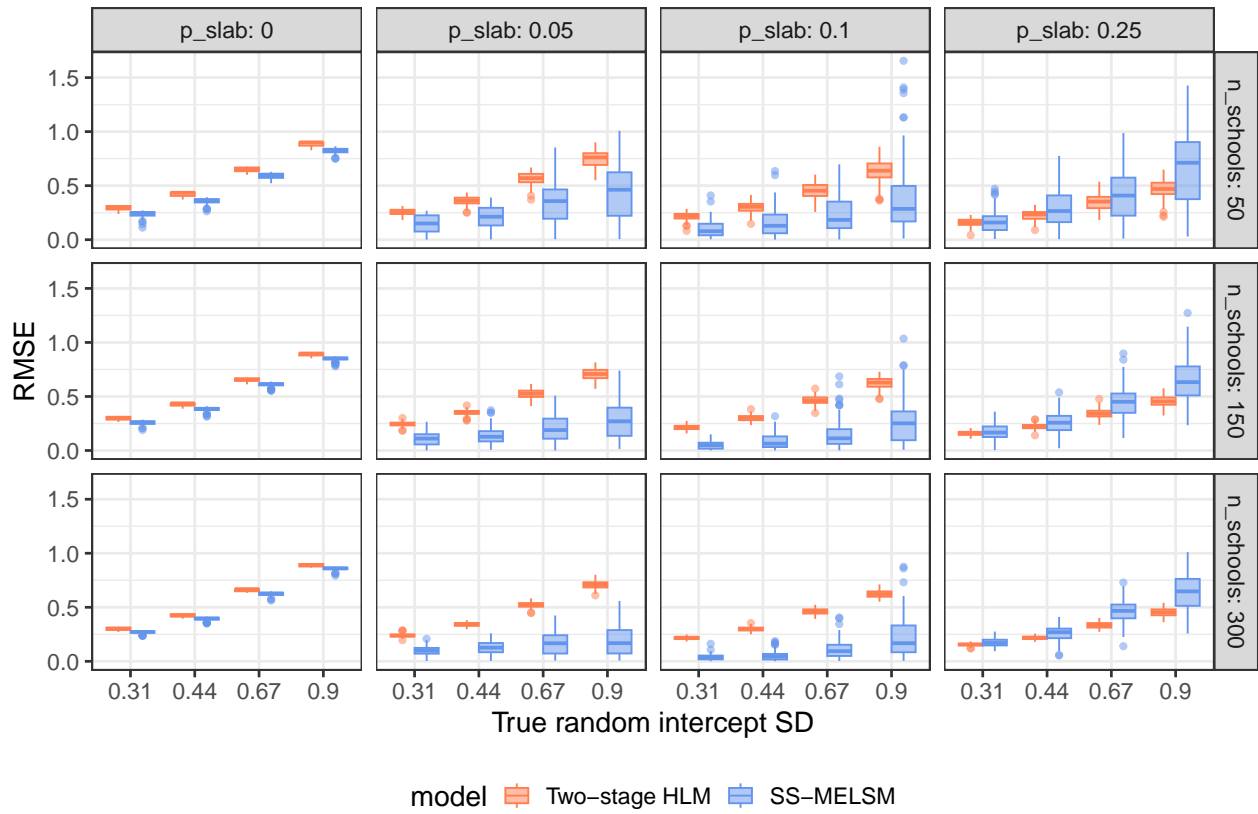 p_slab: 0
p_slab: 0.05
p_slab: 0.1
p_slab: 0.25
1.5
1.0
0.5
0.0
n_schools: 50
1.5
1.0
0.5
0.0
n_schools: 150
1.5
1.0
0.5
0.0
n_schools: 300
RMSE
0.31 0.44 0.67 0.9
0.31 0.44 0.67 0.9
0.31 0.44 0.67 0.9
0.31 0.44 0.67 0.9
True random intercept SD
model Two−stage HLM SS−MELSM